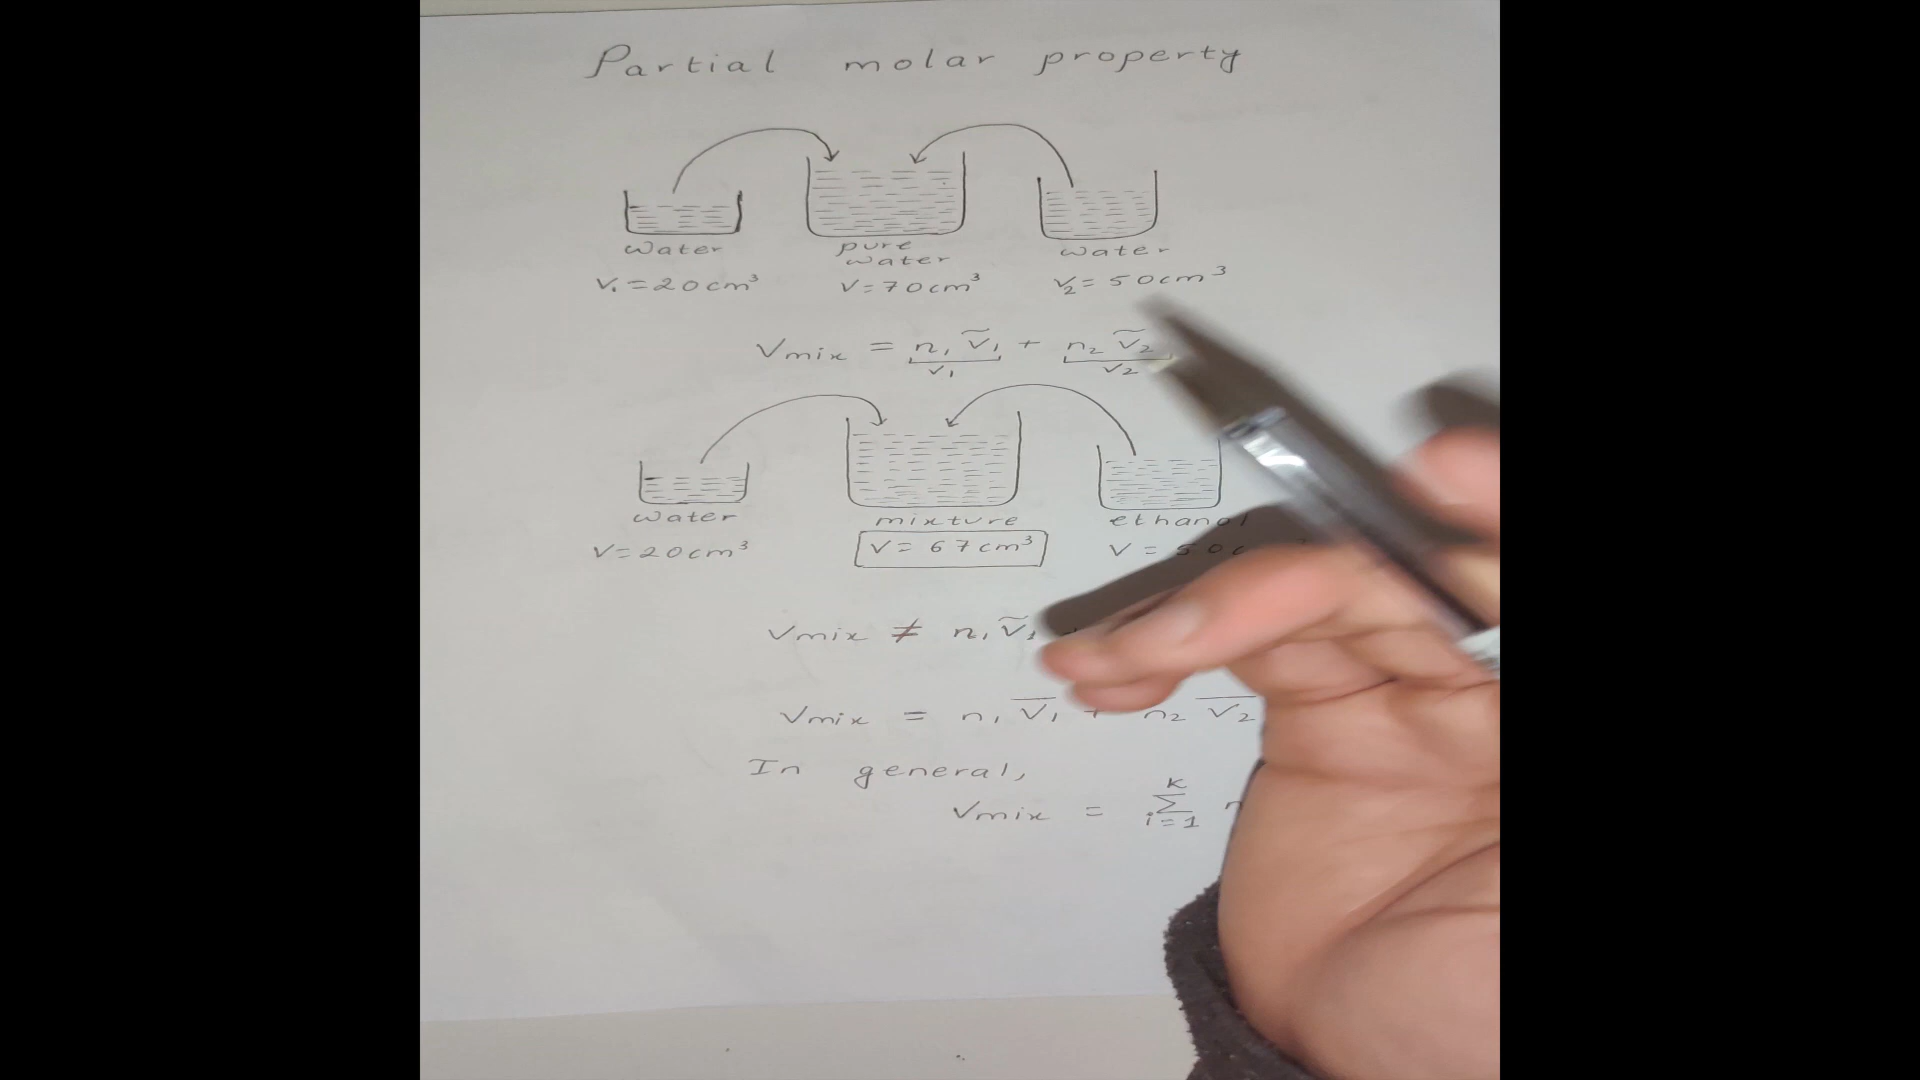 Partial molar property
Water pure water water
V₁ = 20cm³ V = 70cm³ V₂ = 50cm³
Vmix = n₁ Ṽ₁ + n₂ Ṽ₂
V₁ V₂
Water mixture ethanol
V = 20cm³ V = 67cm³ V = 50c
Vmix ≠ n₁ Ṽ₁
Vmix = n₁ V̅₁ + n₂ V̅₂
In general,
Vmix = K Σ i=1 n